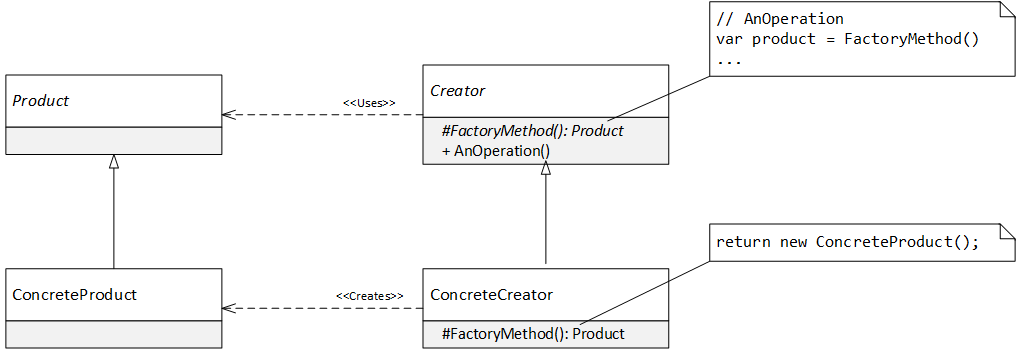 // AnOperation
var product = FactoryMethod()
...
Product
<<Uses>>
Creator
#FactoryMethod(): Product
+ AnOperation()
return new ConcreteProduct();
ConcreteProduct
<<Creates>>
ConcreteCreator
#FactoryMethod(): Product